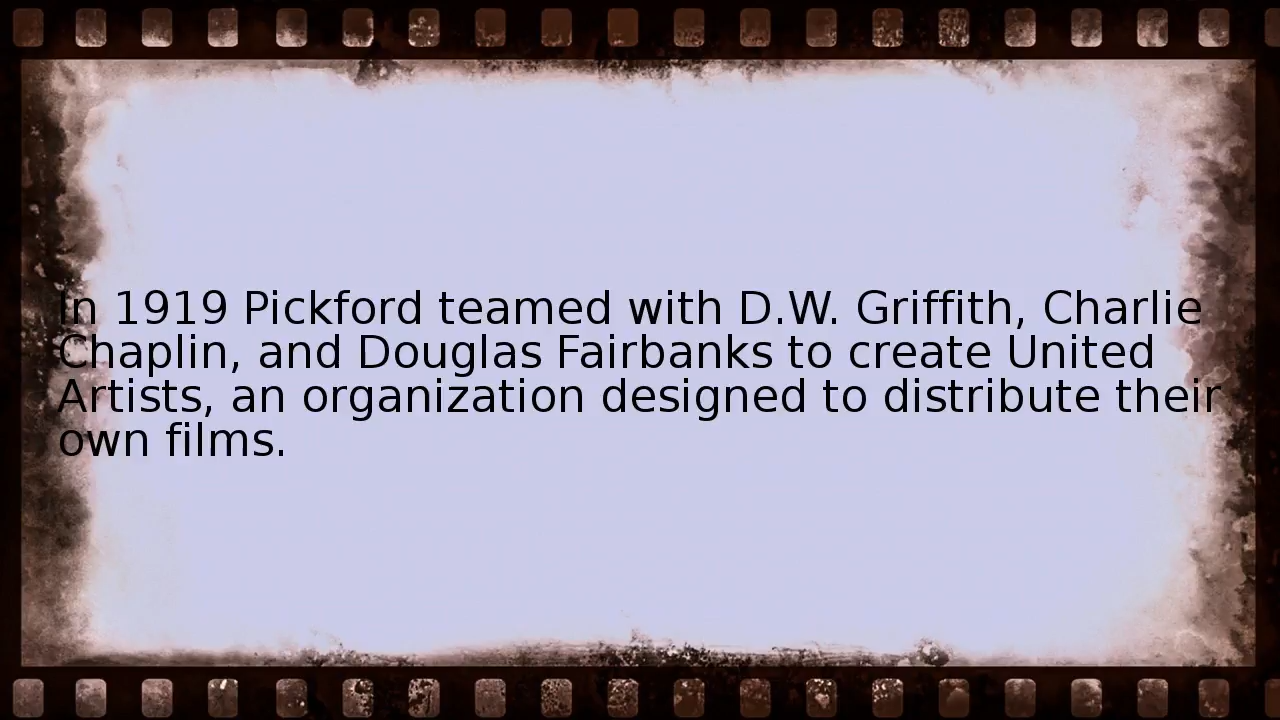 In 1919 Pickford teamed with D.W. Griffith, Charlie
Chaplin, and Douglas Fairbanks to create United
Artists, an organization designed to distribute their
own films.